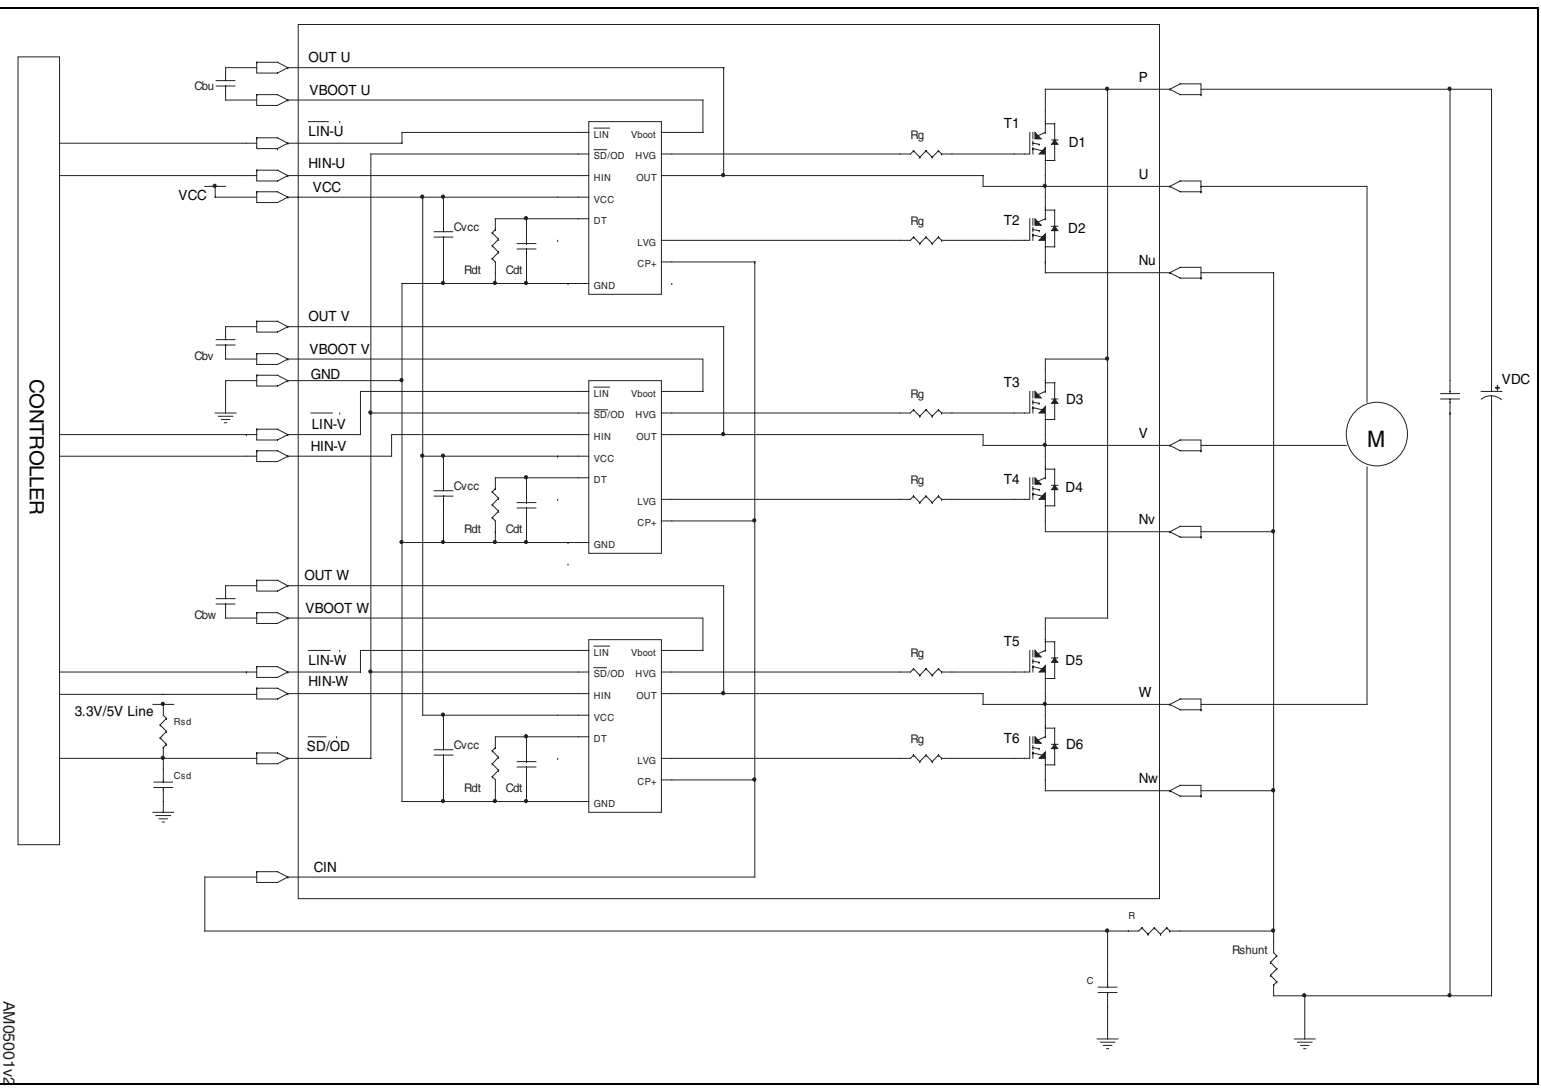 CONTROLLER
OUT U
Cbu
VBOOT U
LIN-U
HIN-U
VCC
VCC
LIN
Vboot
SD/OD
HVG
HIN
OUT
VCC
DT
LVG
CP+
GND
Cvcc
Rdt
Cdt
Rg
T1
D1
P
U
Rg
T2
D2
Nu
OUT V
Cbv
VBOOT V
GND
LIN-V
HIN-V
LIN
Vboot
SD/OD
HVG
HIN
OUT
VCC
DT
LVG
CP+
GND
Cvcc
Rdt
Cdt
Rg
T3
D3
V
Rg
T4
D4
Nv
M
+
VDC
OUT W
Cbw
VBOOT W
LIN-W
HIN-W
3.3V/5V Line
Rsd
SD/OD
Csd
LIN
Vboot
SD/OD
HVG
HIN
OUT
VCC
DT
LVG
CP+
GND
Cvcc
Rdt
Cdt
Rg
T5
D5
W
Rg
T6
D6
Nw
CIN
R
Rshunt
C
AM05001v2